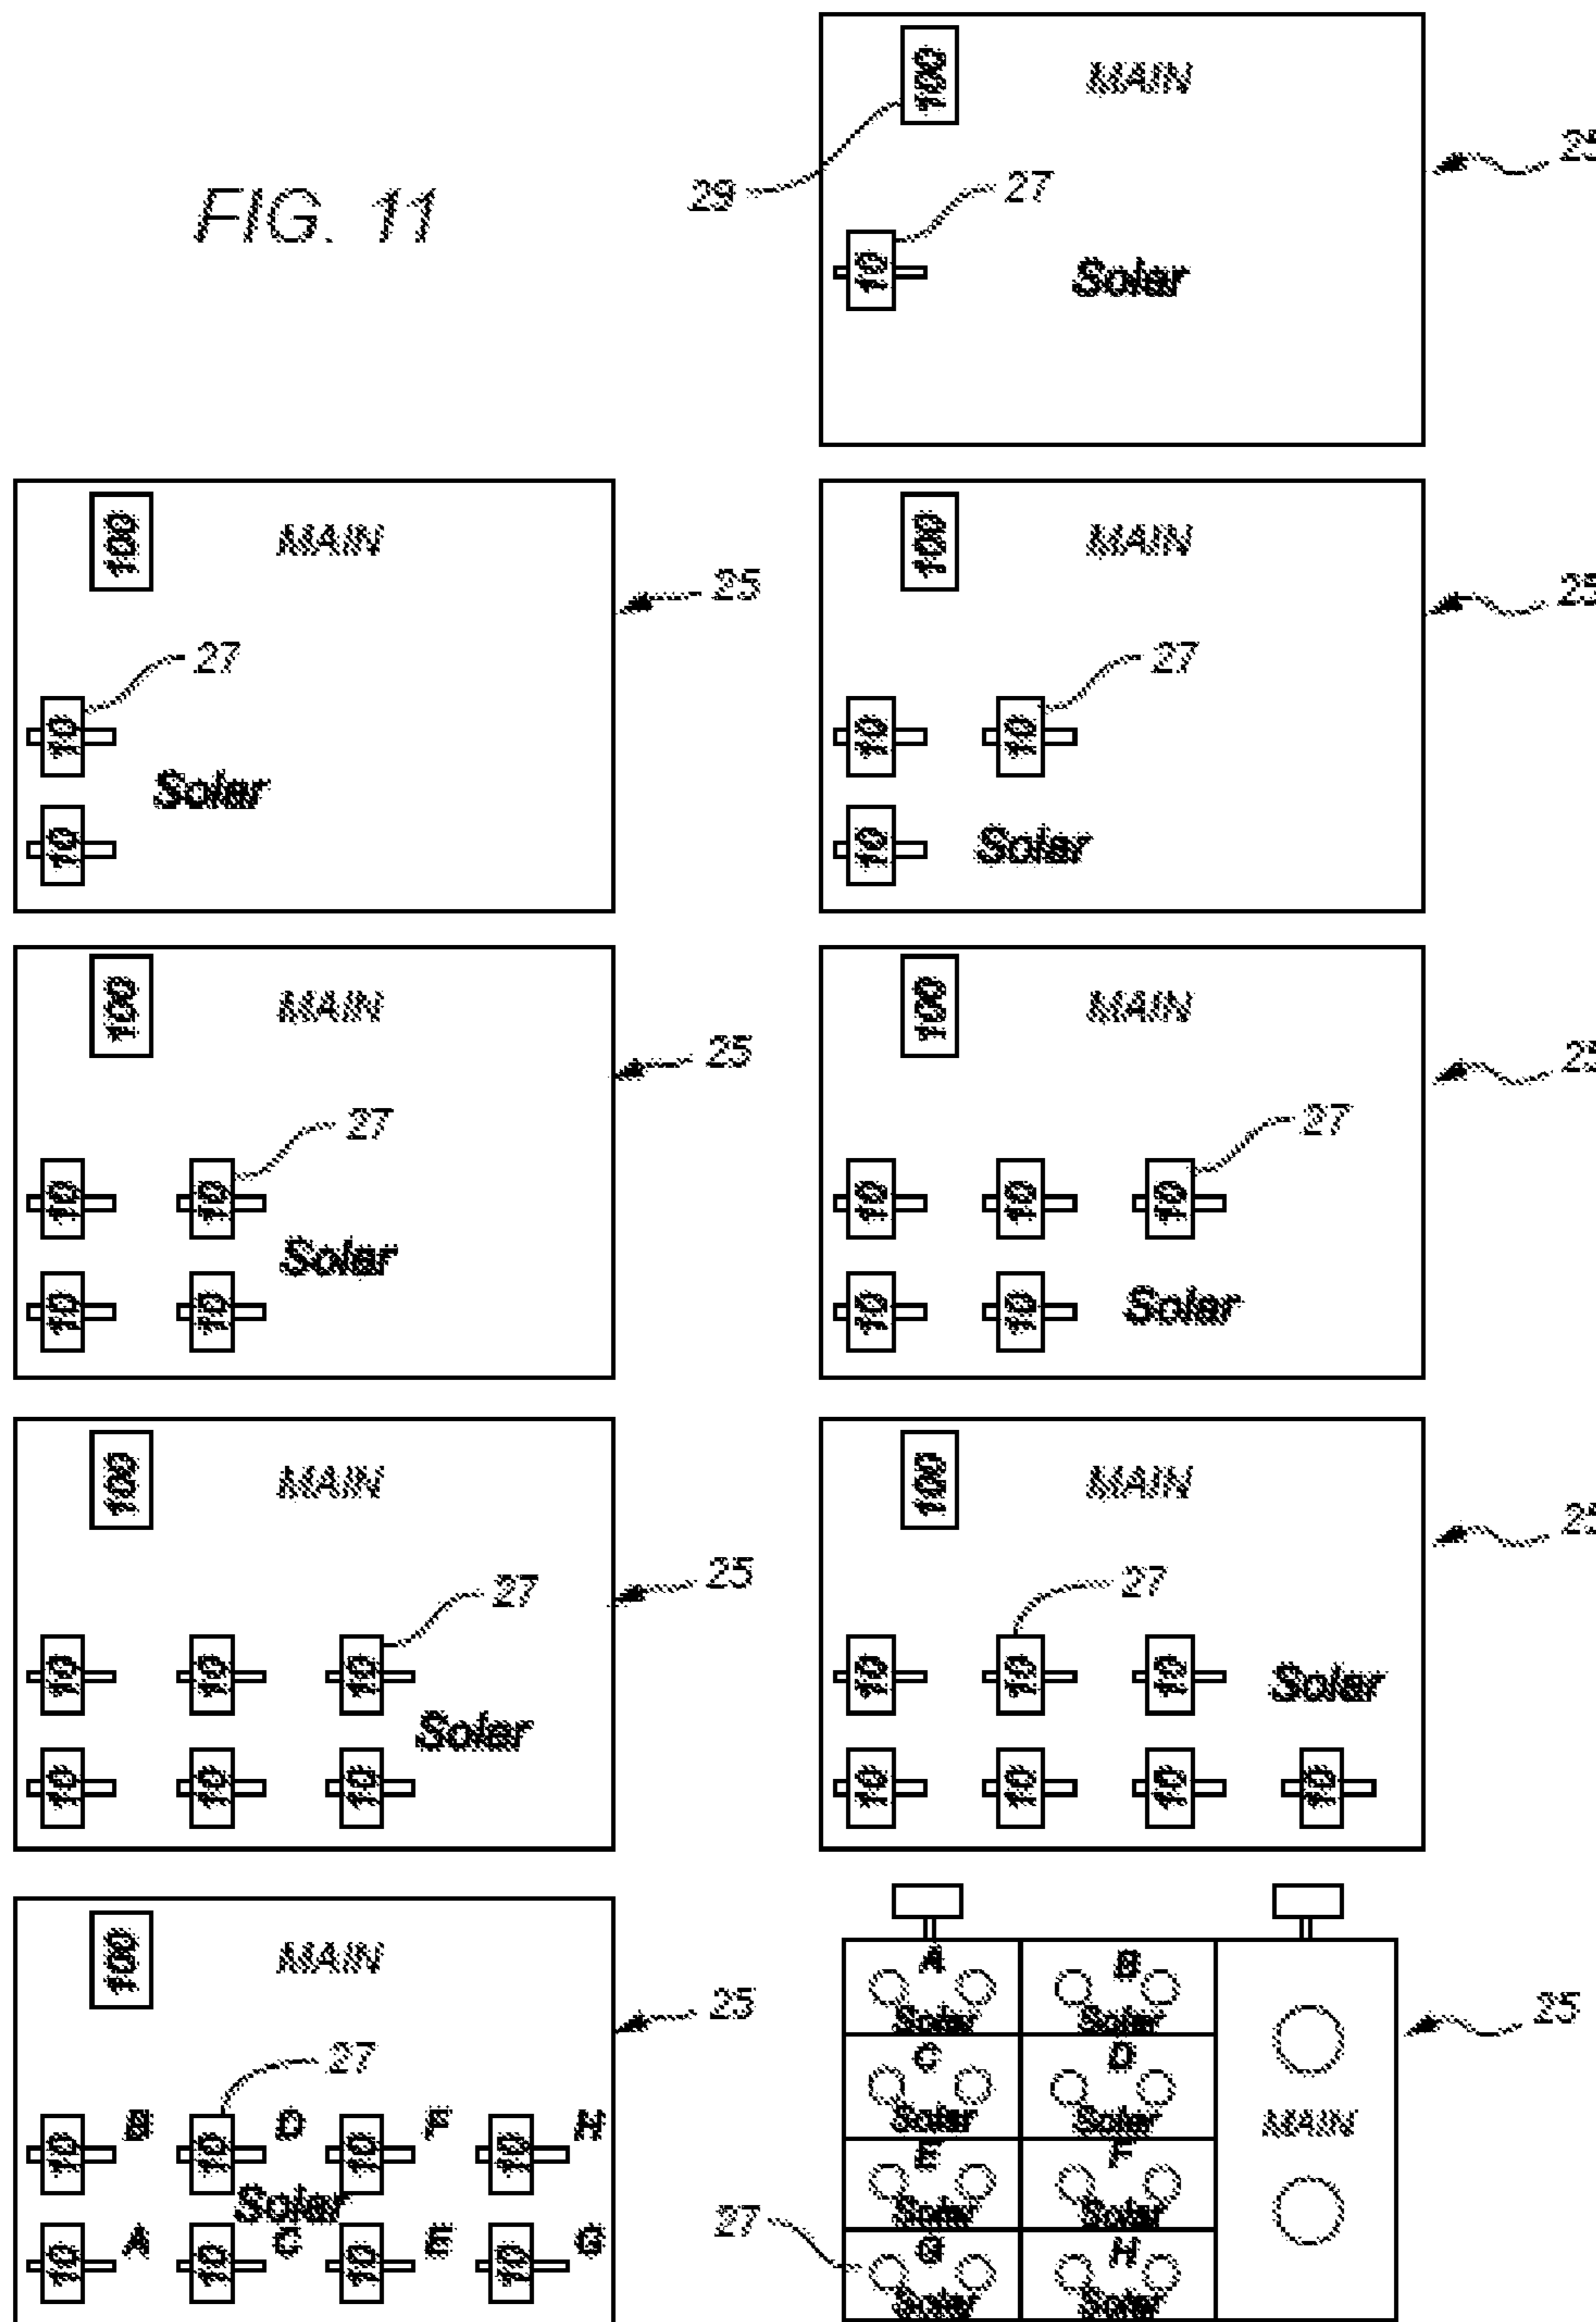 FIG. 11
100 MAIN
25
29
27
10
Solar
100 MAIN
25
27
10
Solar
10
100 MAIN
25
27
10 10
10
Solar
100 MAIN
25
27
10 10
Solar
10 10
100 MAIN
25
27
10 10 10
10 10 Solar
100 MAIN
25
27
10 10 10
Solar
10 10 10
100 MAIN
25
27
10 10 10 Solar
10 10 10 10
100 MAIN
25
27
10 B 10 D 10 F 10 H
Solar
10 A 10 C 10 E 10 G
A B
Solar Solar
25
C D
Solar Solar
MAIN
E F
Solar Solar
27
G H
Solar Solar